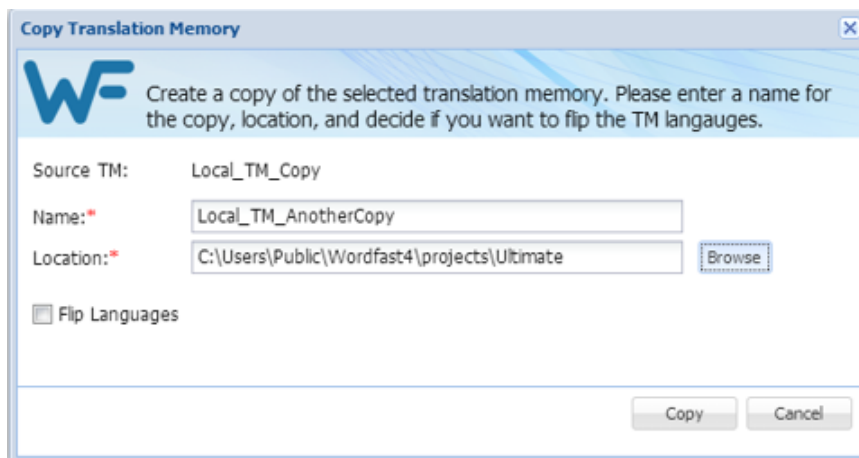 Copy Translation Memory
WF
Create a copy of the selected translation memory. Please enter a name for
the copy, location, and decide if you want to flip the TM langauges.
Source TM: Local_TM_Copy
Name:* Local_TM_AnotherCopy
Location:* C:\Users\Public\Wordfast4\projects\Ultimate Browse
Flip Languages
Copy Cancel